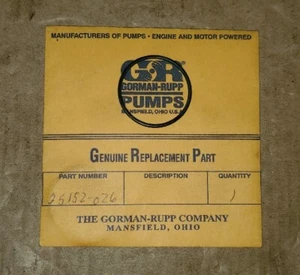 MANUFACTURERS OF PUMPS • ENGINE AND MOTOR POWERED
GR
GORMAN-RUPP
PUMPS
MANSFIELD, OHIO U.S.A.
GENUINE REPLACEMENT PART
PART NUMBER DESCRIPTION QUANTITY
25152-026 1
THE GORMAN-RUPP COMPANY
MANSFIELD, OHIO